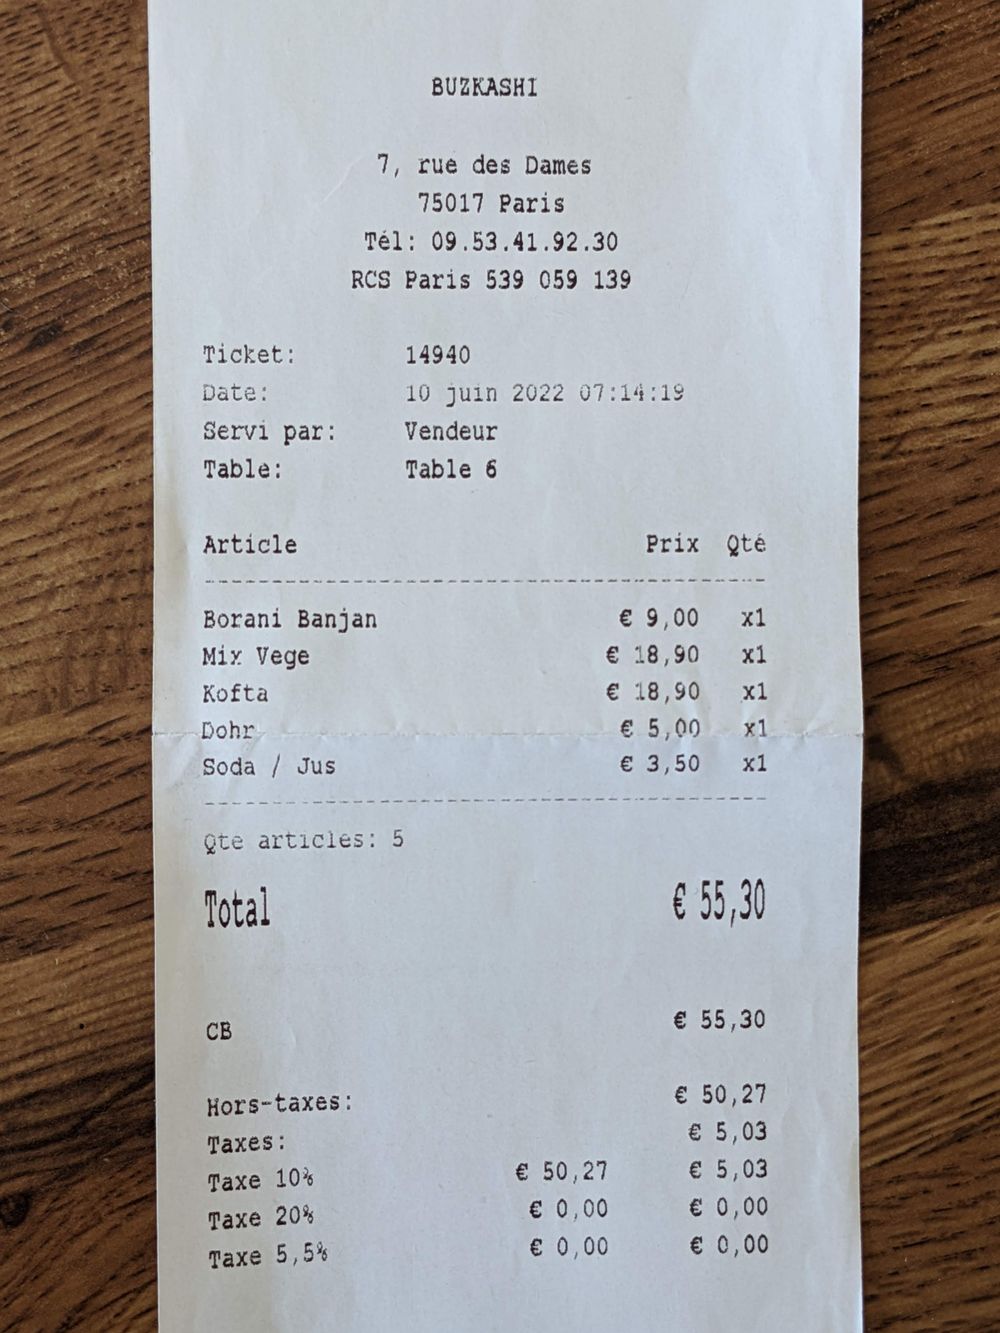 BUZKASHI
7, rue des Dames
75017 Paris
Tél: 09.53.41.92.30
RCS Paris 539 059 139
Ticket: 14940
Date: 10 juin 2022 07:14:19
Servi par: Vendeur
Table: Table 6
Article Prix Qté
Borani Banjan € 9,00 x1
Mix Vege € 18,90 x1
Kofta € 18,90 x1
Dohr € 5,00 x1
Soda / Jus € 3,50 x1
Qte articles: 5
Total € 55,30
CB € 55,30
Hors-taxes: € 50,27
Taxes: € 5,03
Taxe 10% € 50,27 € 5,03
Taxe 20% € 0,00 € 0,00
Taxe 5,5% € 0,00 € 0,00